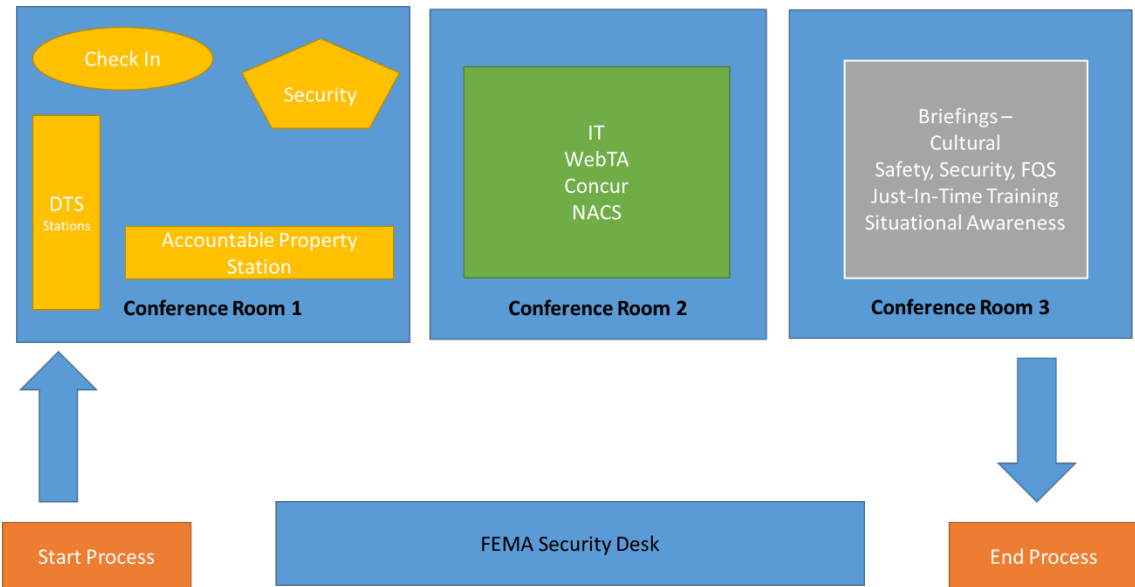 Check In
Security
DTS
Stations
Accountable Property
Station
Conference Room 1
IT
WebTA
Concur
NACS
Conference Room 2
Briefings –
Cultural
Safety, Security, FQS
Just-In-Time Training
Situational Awareness
Conference Room 3
Start Process
FEMA Security Desk
End Process